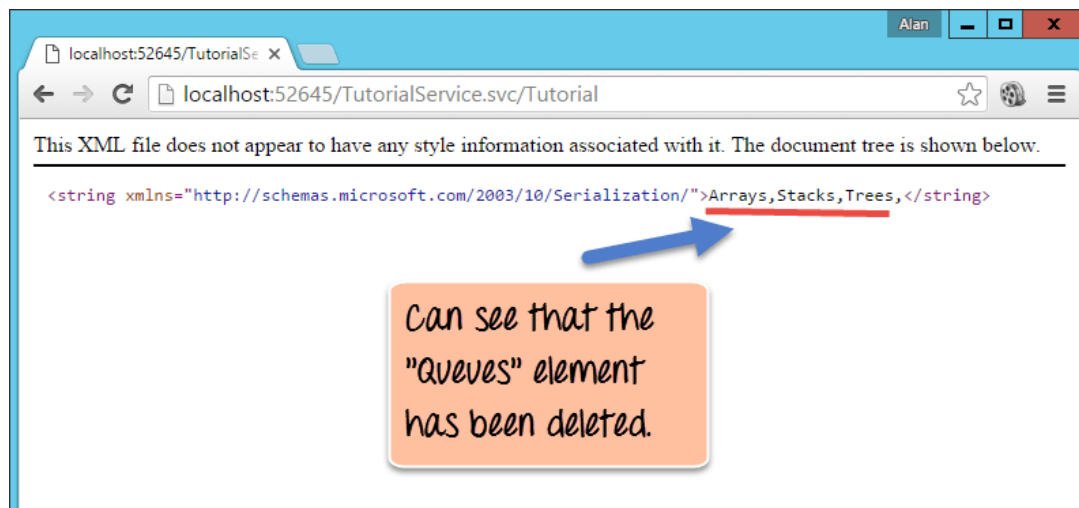 Alan
localhost:52645/TutorialSe
localhost:52645/TutorialService.svc/Tutorial
This XML file does not appear to have any style information associated with it. The document tree is shown below.
<string xmlns="http://schemas.microsoft.com/2003/10/Serialization/">Arrays,Stacks,Trees,</string>
Can see that the
"Queues" element
has been deleted.